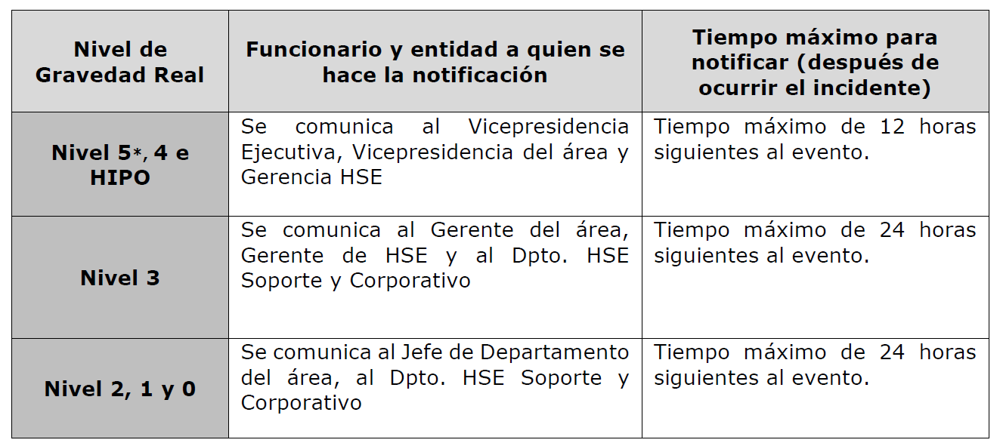 Nivel de
Gravedad Real
Funcionario y entidad a quien se
hace la notificación
Tiempo máximo para
notificar (después de
ocurrir el incidente)
Nivel 5*, 4 e
HIPO
Se comunica al Vicepresidencia
Ejecutiva, Vicepresidencia del área y
Gerencia HSE
Tiempo máximo de 12 horas
siguientes al evento.
Nivel 3
Se comunica al Gerente del área,
Gerente de HSE y al Dpto. HSE
Soporte y Corporativo
Tiempo máximo de 24 horas
siguientes al evento.
Nivel 2, 1 y 0
Se comunica al Jefe de Departamento
del área, al Dpto. HSE Soporte y
Corporativo
Tiempo máximo de 24 horas
siguientes al evento.